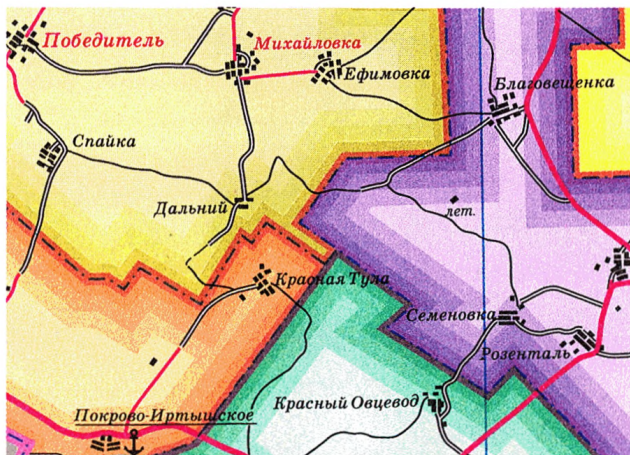 Победитель
Михайловка
Ефимовка
Благовещенка
Спайка
Дальний
лет.
Красная Тула
Семеновка
Розенталь
Покрово-Иртышское
Красный Овцевод